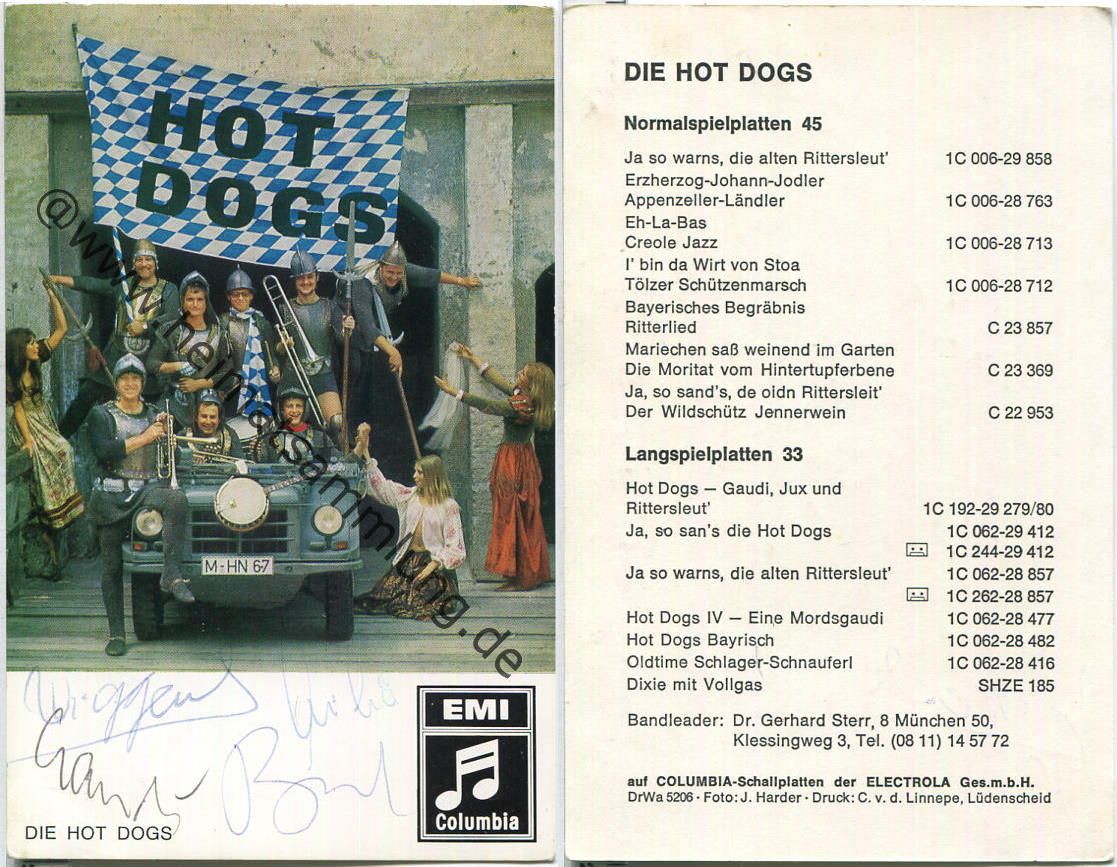 HOT
DOGS
@www.heimatsammlung.de
M-HN 67
EMI
Columbia
DIE HOT DOGS
DIE HOT DOGS
Normalspielplatten 45
Ja so warns, die alten Rittersleut' 1C 006-29 858
Erzherzog-Johann-Jodler
Appenzeller-Ländler 1C 006-28 763
Eh-La-Bas
Creole Jazz 1C 006-28 713
I' bin da Wirt von Stoa
Tölzer Schützenmarsch 1C 006-28 712
Bayerisches Begräbnis
Ritterlied C 23 857
Mariechen saß weinend im Garten
Die Moritat vom Hintertupferbene C 23 369
Ja, so sand's, de oidn Rittersleit'
Der Wildschütz Jennerwein C 22 953
Langspielplatten 33
Hot Dogs – Gaudi, Jux und
Rittersleut' 1C 192-29 279/80
Ja, so san's die Hot Dogs 1C 062-29 412
1C 244-29 412
Ja so warns, die alten Rittersleut' 1C 062-28 857
1C 262-28 857
Hot Dogs IV – Eine Mordsgaudi 1C 062-28 477
Hot Dogs Bayrisch 1C 062-28 482
Oldtime Schlager-Schnauferl 1C 062-28 416
Dixie mit Vollgas SHZE 185
Bandleader: Dr. Gerhard Sterr, 8 München 50,
Klessingweg 3, Tel. (08 11) 14 57 72
auf COLUMBIA-Schallplatten der ELECTROLA Ges.m.b.H.
DrWa 5206 · Foto: J. Harder · Druck: C. v. d. Linnepe, Lüdenscheid